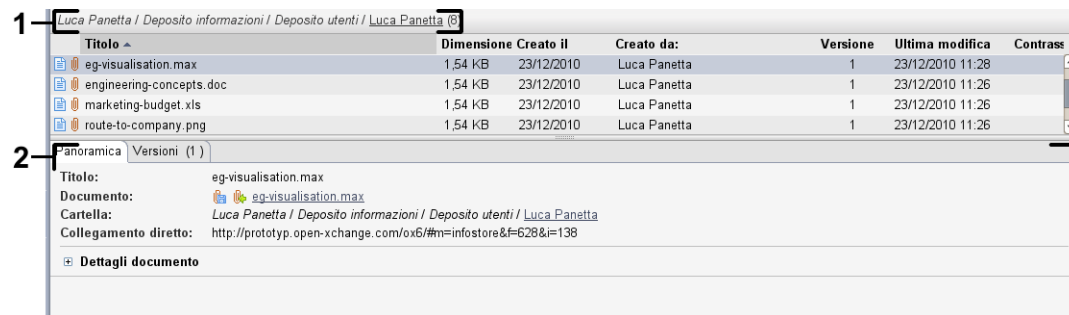 1 Luca Panetta / Deposito informazioni / Deposito utenti / Luca Panetta (8)
Titolo Dimensione Creato il Creato da: Versione Ultima modifica Contrass
eg-visualisation.max 1,54 KB 23/12/2010 Luca Panetta 1 23/12/2010 11:28
engineering-concepts.doc 1,54 KB 23/12/2010 Luca Panetta 1 23/12/2010 11:26
marketing-budget.xls 1,54 KB 23/12/2010 Luca Panetta 1 23/12/2010 11:26
route-to-company.png 1,54 KB 23/12/2010 Luca Panetta 1 23/12/2010 11:26
2 Panoramica Versioni (1)
Titolo: eg-visualisation.max
Documento: eg-visualisation.max
Cartella: Luca Panetta / Deposito informazioni / Deposito utenti / Luca Panetta
Collegamento diretto: http://prototyp.open-xchange.com/ox6/#m=infostore&f=628&i=138
Dettagli documento